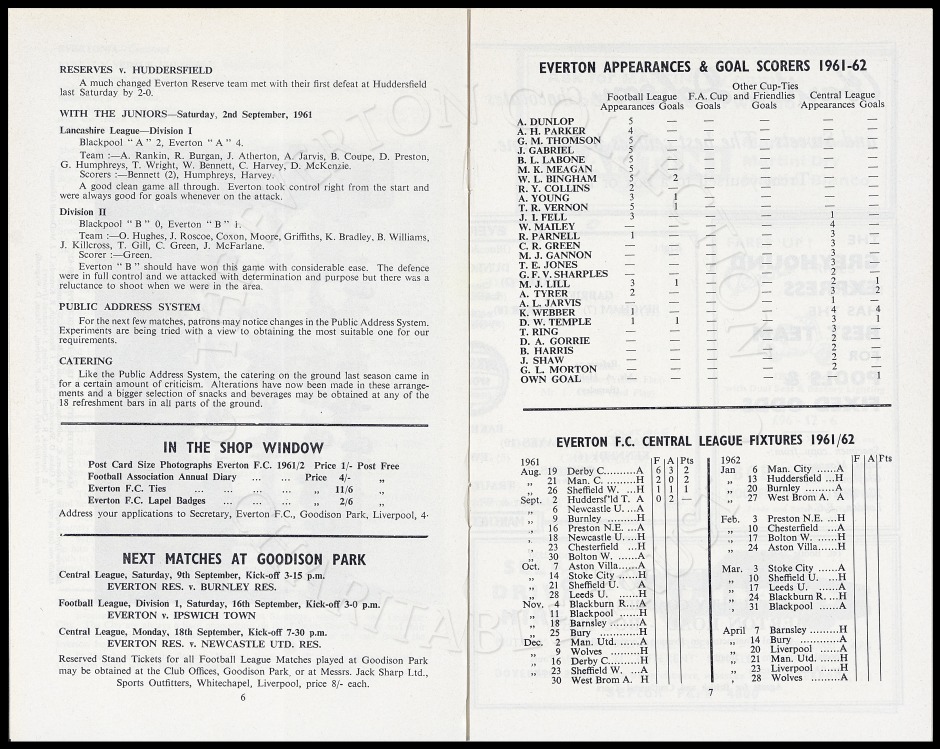 RESERVES v. HUDDERSFIELD
A much changed Everton Reserve team met with their first defeat at Huddersfield
last Saturday by 2-0.
WITH THE JUNIORS—Saturday, 2nd September, 1961
Lancashire League—Division I
Blackpool " A " 2, Everton " A " 4.
Team :—A. Rankin, R. Burgan, J. Atherton, A. Jarvis, B. Coupe, D. Preston,
G. Humphreys, T. Wright, W. Bennett, C. Harvey, D. McKenzie.
Scorers :—Bennett (2), Humphreys, Harvey.
A good clean game all through. Everton took control right from the start and
were always good for goals whenever on the attack.
Division II
Blackpool " B " 0, Everton " B " 1.
Team :—O. Hughes, J. Roscoe, Coxon, Moore, Griffiths, K. Bradley, B. Williams,
J. Killcross, T. Gill, C. Green, J. McFarlane.
Scorer :—Green.
Everton " B " should have won this game with considerable ease. The defence
were in full control and we attacked with determination and purpose but there was a
reluctance to shoot when we were in the area.
PUBLIC ADDRESS SYSTEM
For the next few matches, patrons may notice changes in the Public Address System.
Experiments are being tried with a view to obtaining the most suitable one for our
requirements.
CATERING
Like the Public Address System, the catering on the ground last season came in
for a certain amount of criticism. Alterations have now been made in these arrange-
ments and a bigger selection of snacks and beverages may be obtained at any of the
18 refreshment bars in all parts of the ground.
IN THE SHOP WINDOW
Post Card Size Photographs Everton F.C. 1961/2 Price 1/- Post Free
Football Association Annual Diary ... ... Price 4/- „
Everton F.C. Ties ... ... ... ... „ 11/6 „
Everton F.C. Lapel Badges ... ... ... „ 2/6 „
Address your applications to Secretary, Everton F.C., Goodison Park, Liverpool, 4.
NEXT MATCHES AT GOODISON PARK
Central League, Saturday, 9th September, Kick-off 3-15 p.m.
EVERTON RES. v. BURNLEY RES.
Football League, Division 1, Saturday, 16th September, Kick-off 3-0 p.m.
EVERTON v. IPSWICH TOWN
Central League, Monday, 18th September, Kick-off 7-30 p.m.
EVERTON RES. v. NEWCASTLE UTD. RES.
Reserved Stand Tickets for all Football League Matches played at Goodison Park
may be obtained at the Club Offices, Goodison Park, or at Messrs. Jack Sharp Ltd.,
Sports Outfitters, Whitechapel, Liverpool, price 8/- each.
6
EVERTON APPEARANCES & GOAL SCORERS 1961-62
Other Cup-Ties
Football League F.A. Cup and Friendlies Central League
Appearances Goals Goals Goals Appearances Goals
A. DUNLOP 5 — — — — —
A. H. PARKER 4 — — — — —
G. M. THOMSON 5 — — — — —
J. GABRIEL 5 — — — — —
B. L. LABONE 5 — — — — —
M. K. MEAGAN 5 — — — — —
W. L. BINGHAM 5 2 — — — —
R. Y. COLLINS 2 — — — — —
A. YOUNG 3 1 — — — —
T. R. VERNON 5 1 — — — —
J. I. FELL 3 — — — 1 —
W. MAILEY — — — — 4 —
R. PARNELL 1 — — — 3 —
C. R. GREEN — — — — 3 —
M. J. GANNON — — — — 3 —
T. E. JONES — — — — 3 —
G. F. V. SHARPLES — — — — 2 —
M. J. LILL 3 1 — — 2 1
A. TYRER 2 — — — 3 2
A. L. JARVIS — — — — 1 —
K. WEBBER 1 — — — 4 4
D. W. TEMPLE 1 1 — — 3 1
T. RING — — — — 3 —
D. A. GORRIE — — — — 2 —
B. HARRIS — — — — 2 —
J. SHAW — — — — 2 —
G. L. MORTON — — — — 2 —
OWN GOAL — — — — — —
EVERTON F.C. CENTRAL LEAGUE FIXTURES 1961/62
1961 F A Pts
Aug. 19 Derby C.........A 6 3 2
„ 21 Man. C. .........H 2 0 2
„ 26 Sheffield W. ...H 1 1 1
Sept. 2 Hudders'ld T. A 0 2 —
„ 6 Newcastle U. ...A
„ 9 Burnley .........H
„ 16 Preston N.E. ...A
„ 18 Newcastle U. ...H
„ 23 Chesterfield ...H
„ 30 Bolton W. ......A
Oct. 7 Aston Villa......A
„ 14 Stoke City ......H
„ 21 Sheffield U. A
„ 28 Leeds U. .........H
Nov. 4 Blackburn R....A
„ 11 Blackpool ......H
„ 18 Barnsley .........A
„ 25 Bury ............H
Dec. 2 Man. Utd. ......A
„ 9 Wolves .........H
„ 16 Derby C.........H
„ 23 Sheffield W. ...A
30 West Brom A. H
1962 F A Pts
Jan 6 Man. City ......A
„ 13 Huddersfield ...H
„ 20 Burnley .........A
„ 27 West Brom A. A
Feb. 3 Preston N.E. ...H
„ 10 Chesterfield ...A
„ 17 Bolton W. ......H
„ 24 Aston Villa......H
Mar. 3 Stoke City ......A
„ 10 Sheffield U. ...H
„ 17 Leeds U. .........A
„ 24 Blackburn R. ...H
„ 31 Blackpool ......A
April 7 Barnsley .........H
„ 14 Bury ............A
„ 20 Liverpool ......A
„ 21 Man. Utd. ......H
„ 23 Liverpool ......H
„ 28 Wolves .........A
7